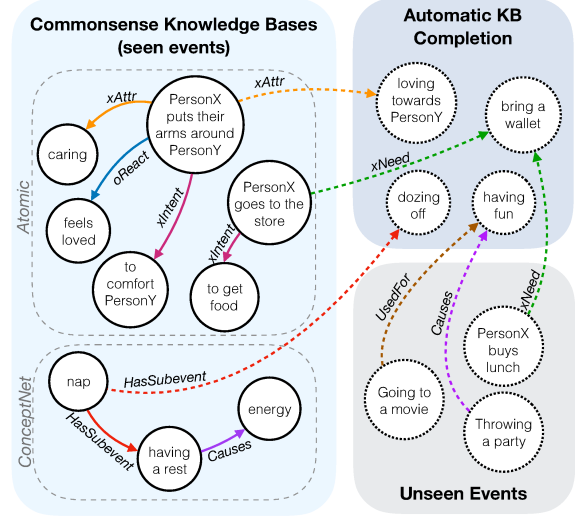 Commonsense Knowledge Bases
(seen events)
Atomic
xAttr
PersonX
puts their
arms around
PersonY
caring
oReact
feels
loved
xIntent
to
comfort
PersonY
PersonX
goes to the
store
xIntent
to get
food
ConceptNet
nap
HasSubevent
HasSubevent
having
a rest
Causes
energy
Automatic KB
Completion
xAttr
loving
towards
PersonY
bring a
wallet
xNeed
dozing
off
having
fun
UsedFor
Causes
xNeed
PersonX
buys
lunch
Going to
a movie
Throwing
a party
Unseen Events